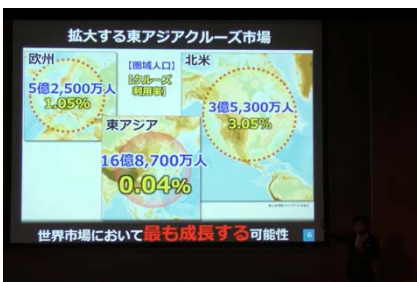 拡大する東アジアクルーズ市場
欧州
5億2,500万人
1.05%
【圏域人口】
[クルーズ
利用率]
北米
3億5,300万人
3.05%
東アジア
16億8,700万人
0.04%
世界市場において最も成長する可能性
6